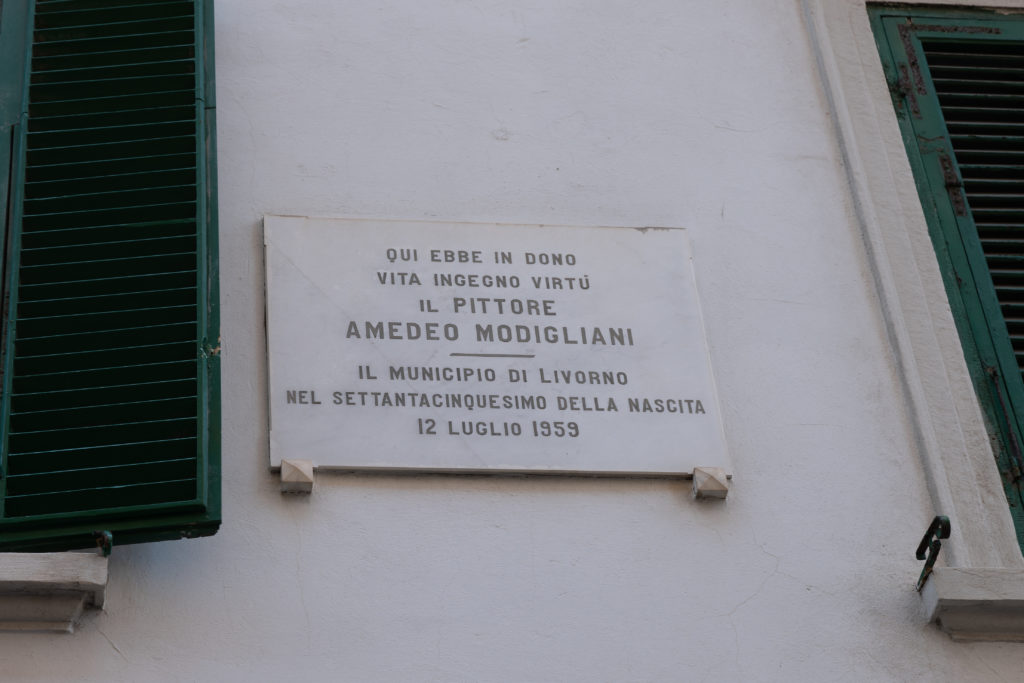 QUI EBBE IN DONO
VITA INGEGNO VIRTÚ
IL PITTORE
AMEDEO MODIGLIANI
IL MUNICIPIO DI LIVORNO
NEL SETTANTACINQUESIMO DELLA NASCITA
12 LUGLIO 1959